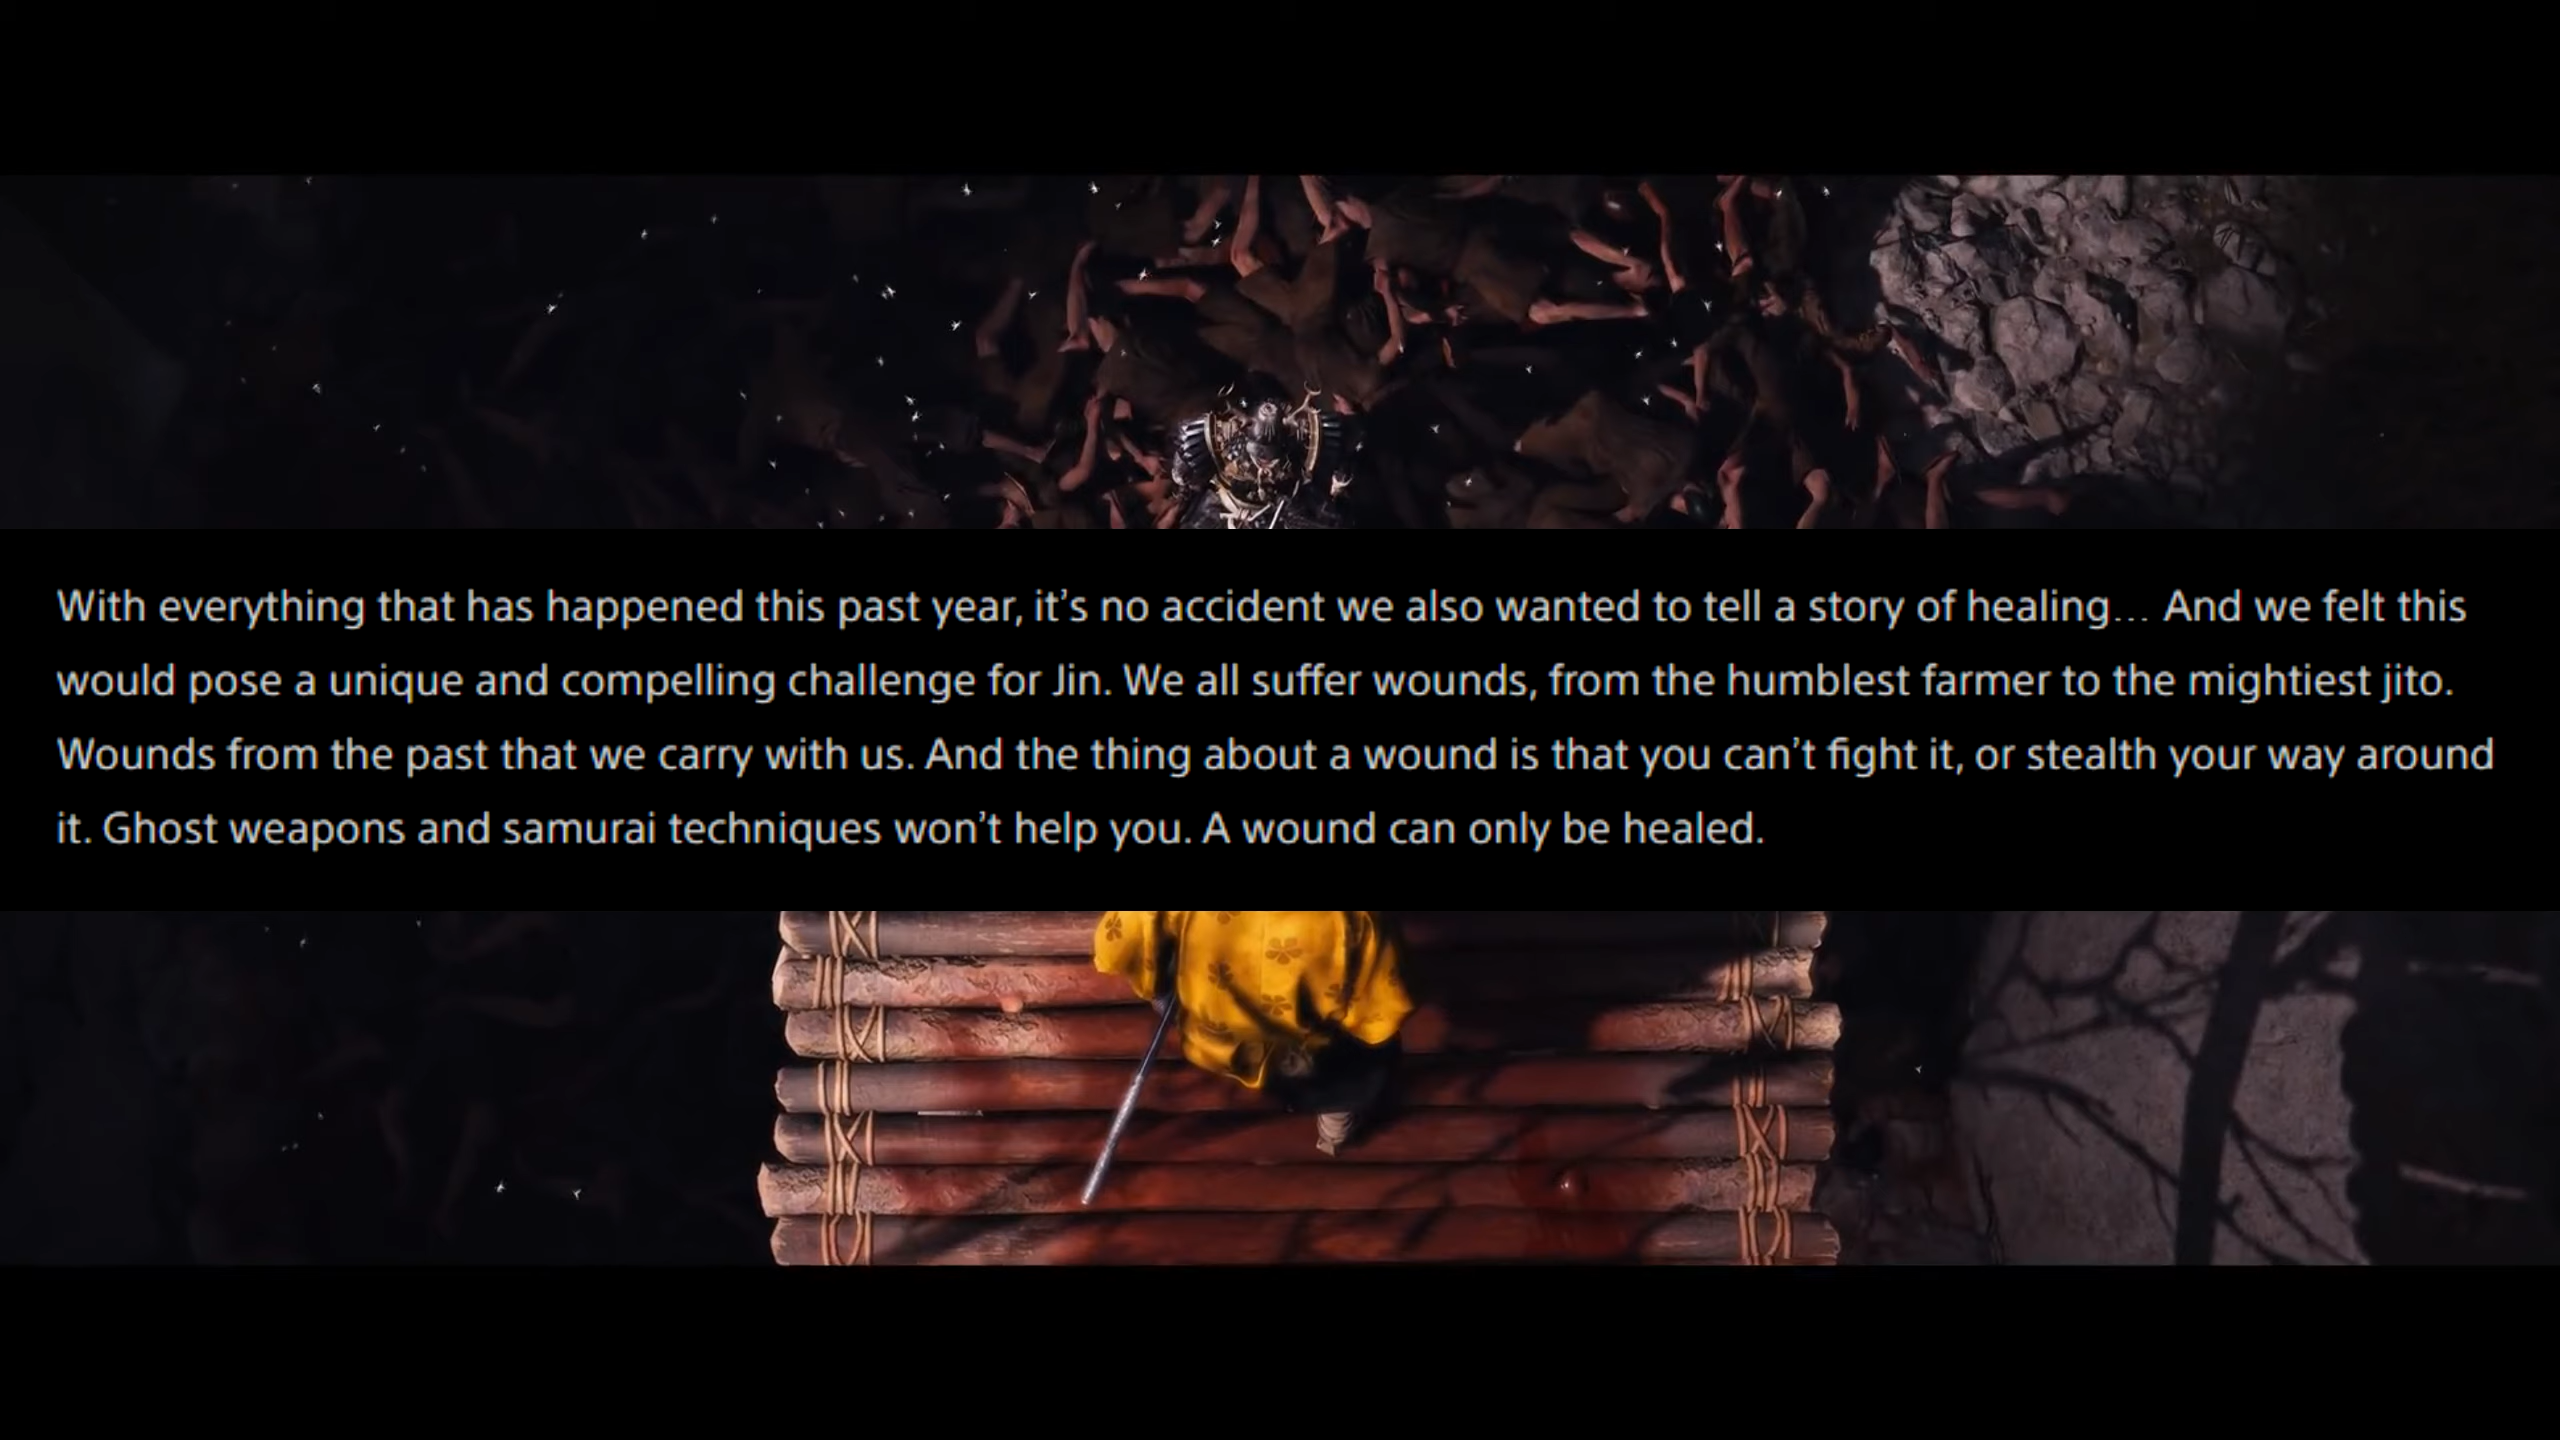 With everything that has happened this past year, it’s no accident we also wanted to tell a story of healing… And we felt this
would pose a unique and compelling challenge for Jin. We all suffer wounds, from the humblest farmer to the mightiest jito.
Wounds from the past that we carry with us. And the thing about a wound is that you can’t fight it, or stealth your way around
it. Ghost weapons and samurai techniques won’t help you. A wound can only be healed.